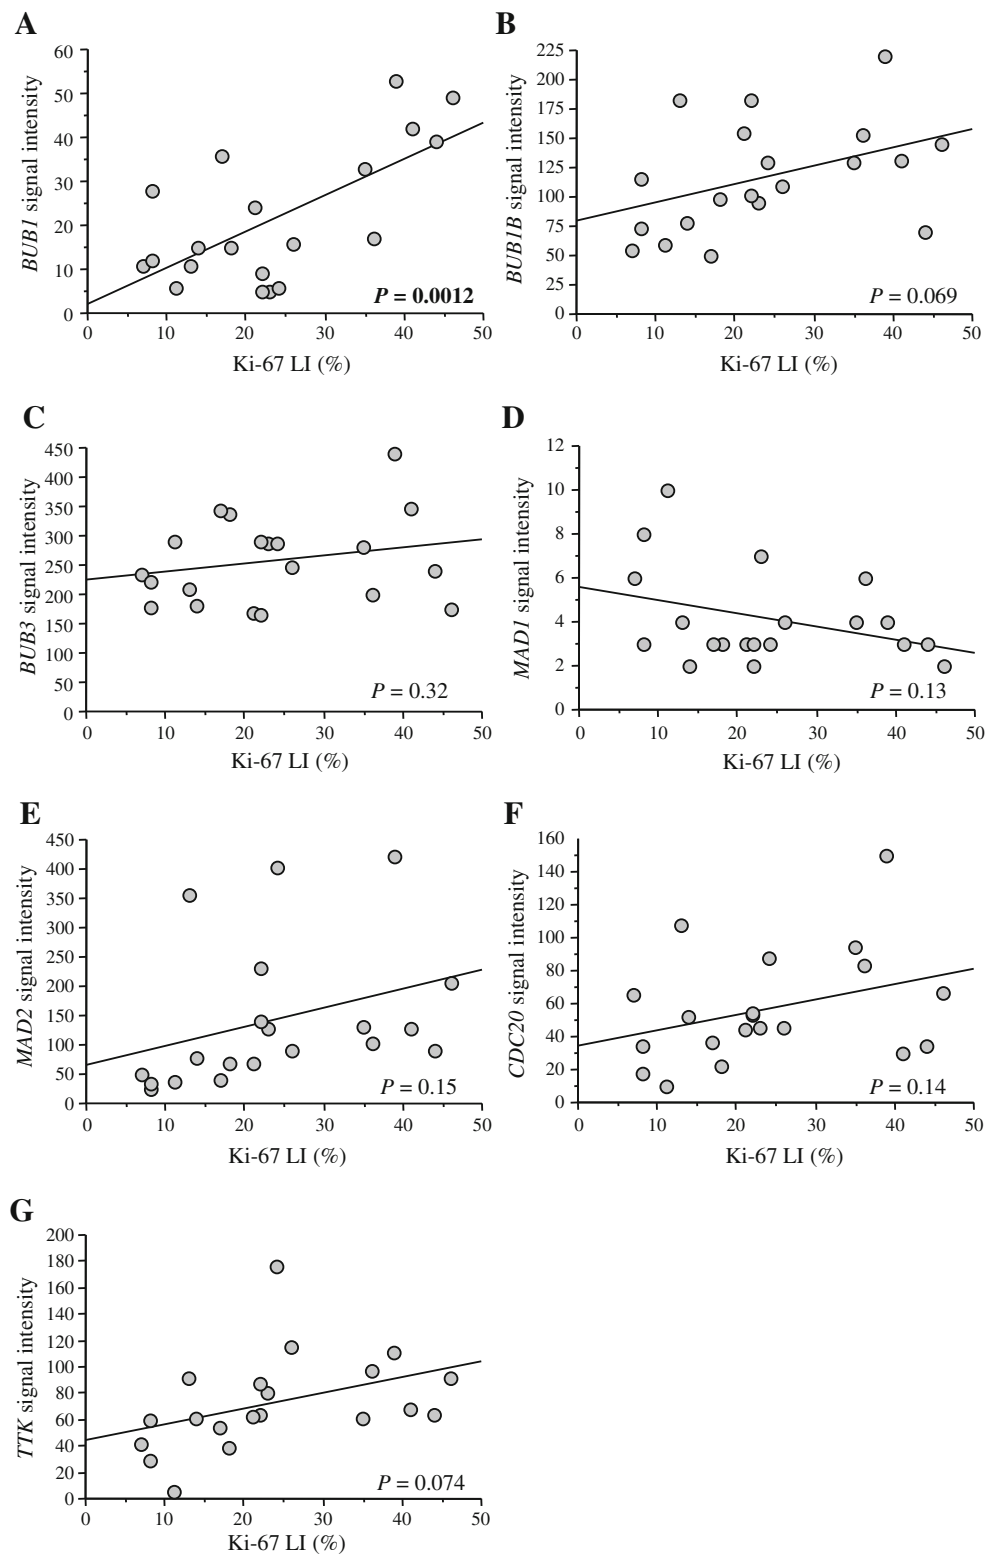 A
BUB1 signal intensity
60
50
40
30
20
10
0
P = 0.0012
0 10 20 30 40 50
Ki-67 LI (%)
B
BUB1B signal intensity
225
200
175
150
125
100
75
50
25
0
P = 0.069
0 10 20 30 40 50
Ki-67 LI (%)
C
BUB3 signal intensity
450
400
350
300
250
200
150
100
50
0
P = 0.32
0 10 20 30 40 50
Ki-67 LI (%)
D
MAD1 signal intensity
12
10
8
6
4
2
0
P = 0.13
0 10 20 30 40 50
Ki-67 LI (%)
E
MAD2 signal intensity
450
400
350
300
250
200
150
100
50
0
P = 0.15
0 10 20 30 40 50
Ki-67 LI (%)
F
CDC20 signal intensity
160
140
120
100
80
60
40
20
0
P = 0.14
0 10 20 30 40 50
Ki-67 LI (%)
G
TTK signal intensity
200
180
160
140
120
100
80
60
40
20
0
P = 0.074
0 10 20 30 40 50
Ki-67 LI (%)